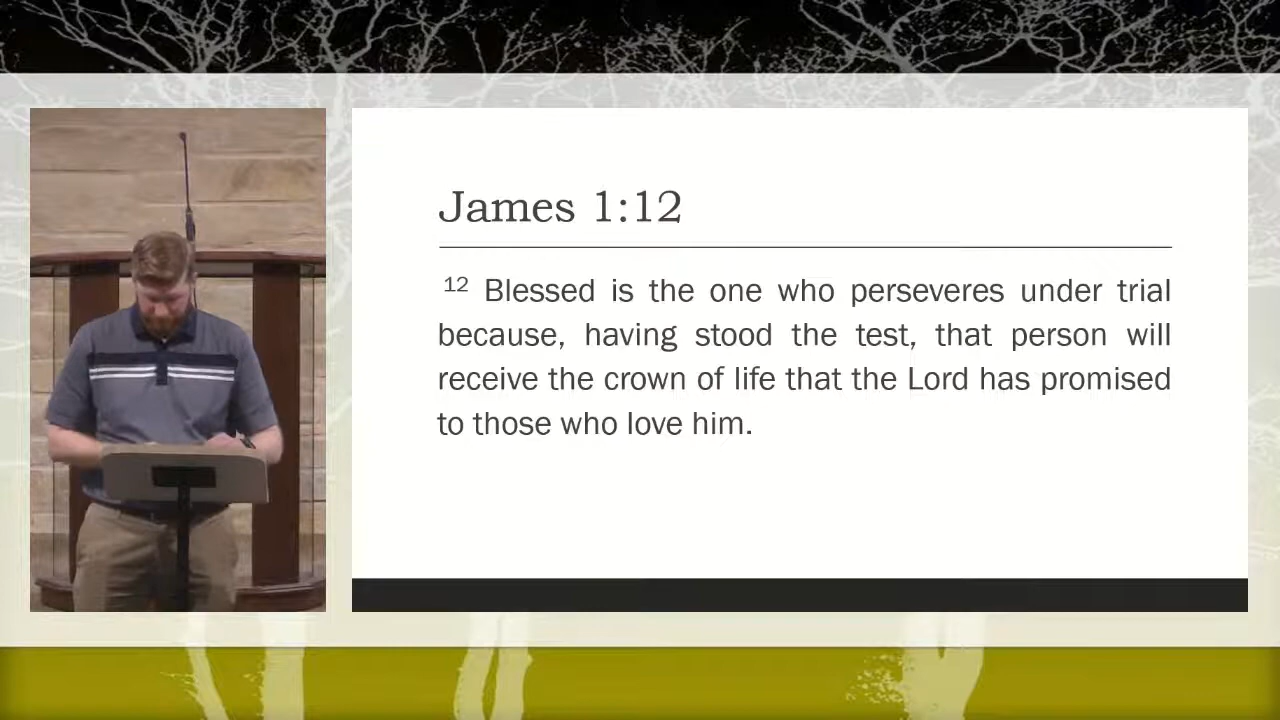 James 1:12
12 Blessed is the one who perseveres under trial
because, having stood the test, that person will
receive the crown of life that the Lord has promised
to those who love him.